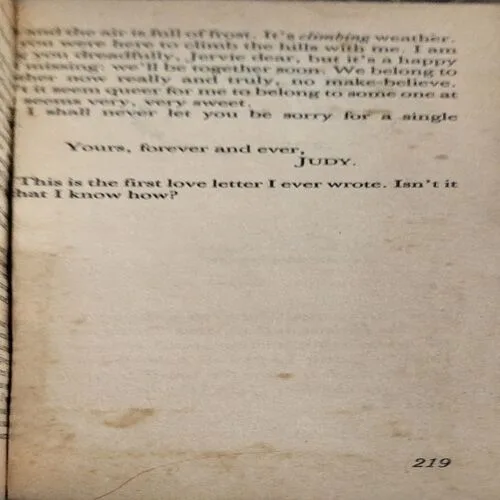 and the air is full of frost. It's climbing weather.
you were here to climb the hills with me. I am
you dreadfully, Jervie dear, but it's a happy
missing; we'll be together soon. We belong to
her now really and truly, no make-believe.
't it seem queer for me to belong to some one at
seems very, very sweet.
I shall never let you be sorry for a single
Yours, forever and ever,
JUDY.
This is the first love letter I ever wrote. Isn't it
hat I know how?
219